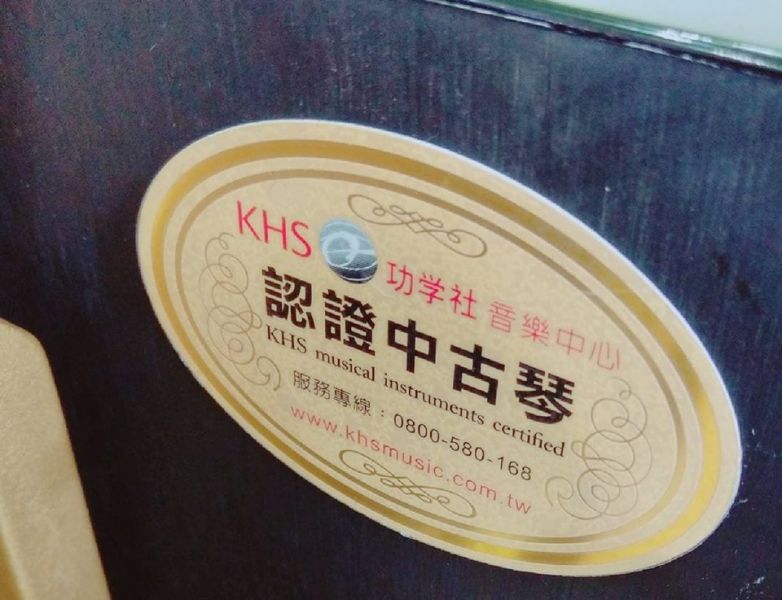 KHS 功学社 音樂中心
認證中古琴
KHS musical instruments certified
服務專線：0800-580-168
www.khsmusic.com.tw